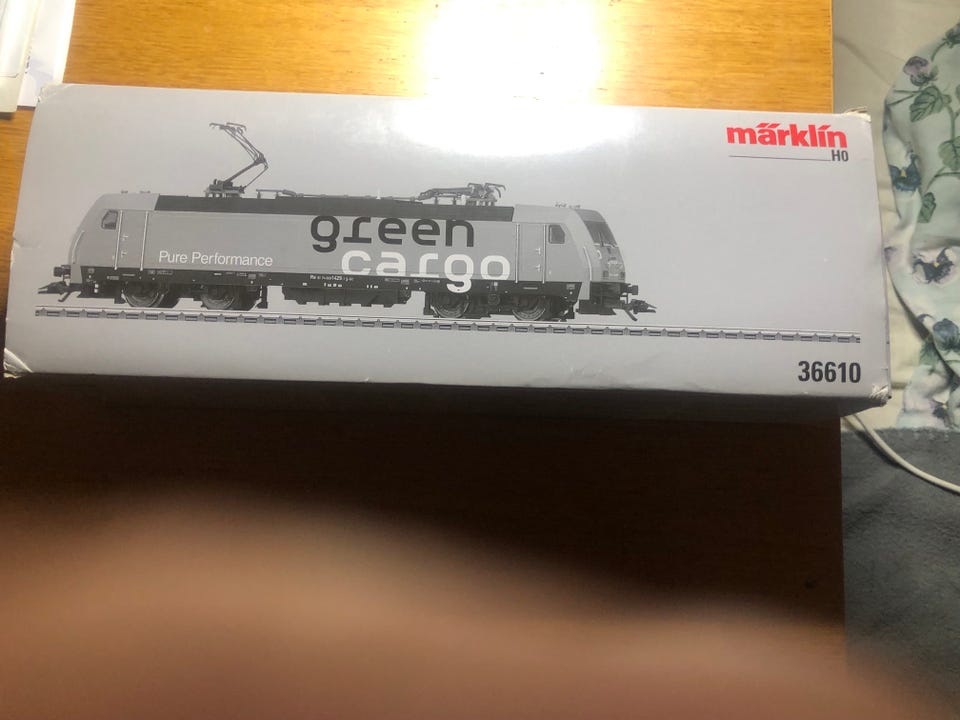 märklin
H0
green
cargo
Pure Performance
36610